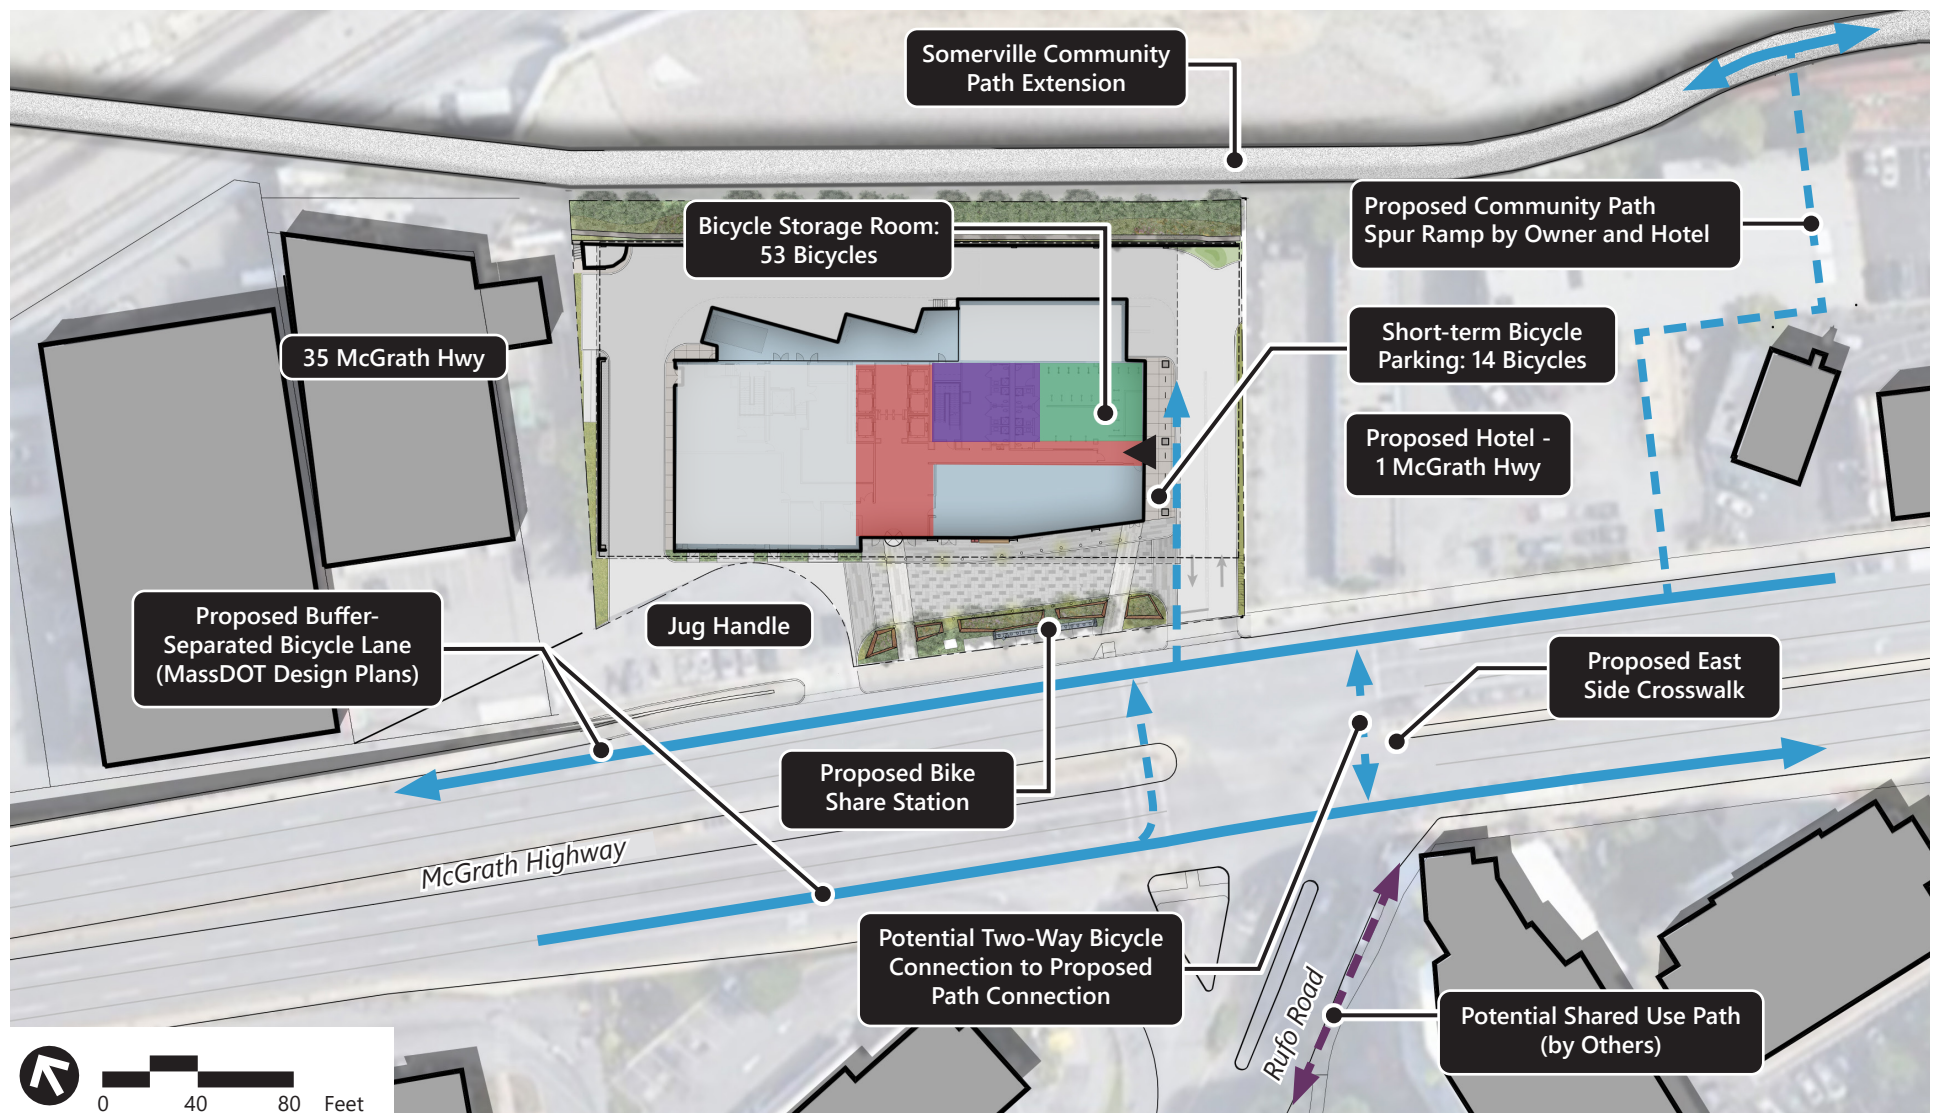 Somerville Community
Path Extension
Bicycle Storage Room:
53 Bicycles
Proposed Community Path
Spur Ramp by Owner and Hotel
35 McGrath Hwy
Short-term Bicycle
Parking: 14 Bicycles
Proposed Hotel -
1 McGrath Hwy
Proposed Buffer-
Separated Bicycle Lane
(MassDOT Design Plans)
Jug Handle
Proposed East
Side Crosswalk
Proposed Bike
Share Station
McGrath Highway
Potential Two-Way Bicycle
Connection to Proposed
Path Connection
Rufo Road
Potential Shared Use Path
(by Others)
0 40 80 Feet